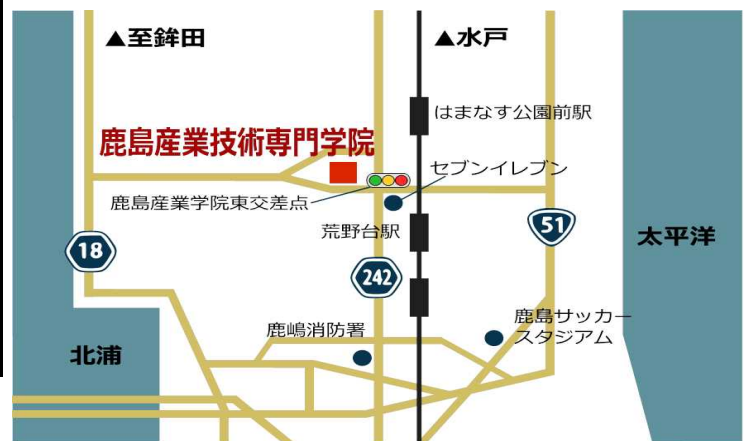 ▲至鉾田
▲水戸
はまなす公園前駅
鹿島産業技術専門学院
セブンイレブン
鹿島産業学院東交差点
荒野台駅
51
18
太平洋
242
鹿島サッカー
スタジアム
鹿嶋消防署
北浦